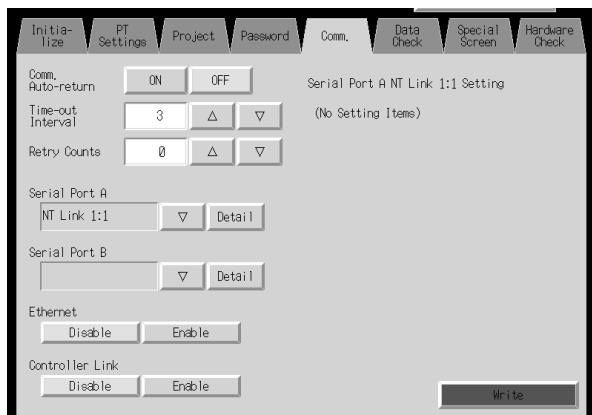 Initia-
lize
PT
Settings
Project
Password
Comm.
Data
Check
Special
Screen
Hardware
Check
Comm.
Auto-return
ON
OFF
Serial Port A NT Link 1:1 Setting
Time-out
Interval
3
△
▽
(No Setting Items)
Retry Counts
0
△
▽
Serial Port A
NT Link 1:1
▽
Detail
Serial Port B
▽
Detail
Ethernet
Disable
Enable
Controller Link
Disable
Enable
Write